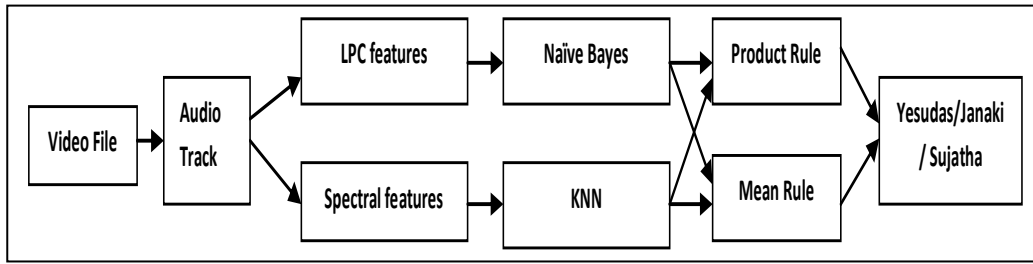 Video File
Audio
Track
LPC features
Spectral features
Naïve Bayes
KNN
Product Rule
Mean Rule
Yesudas/Janaki
/ Sujatha